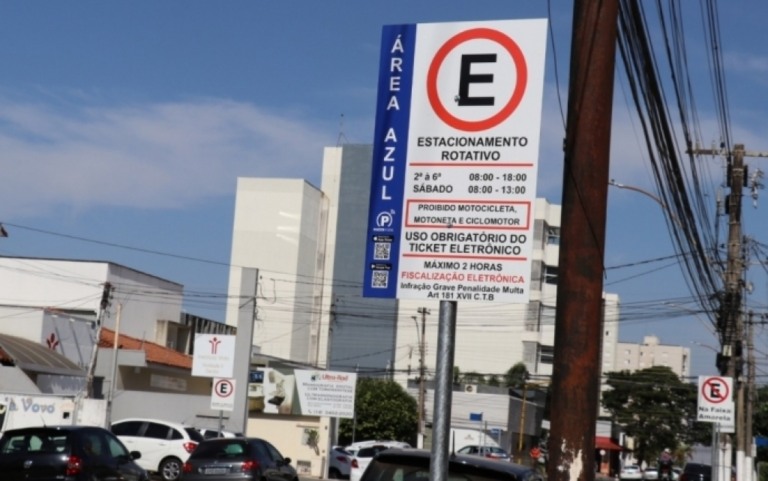 ÁREA AZUL
E
ESTACIONAMENTO
ROTATIVO
2ª à 6ª 08:00 - 18:00
SÁBADO 08:00 - 13:00
PROIBIDO MOTOCICLETA,
MOTONETA E CICLOMOTOR
USO OBRIGATÓRIO DO
TICKET ELETRÔNICO
MÁXIMO 2 HORAS
FISCALIZAÇÃO ELETRÔNICA
Infração Grave Penalidade Multa
Art 181 XVII C.T.B
P
E
Vovo
E
Na Faixa
Amarela